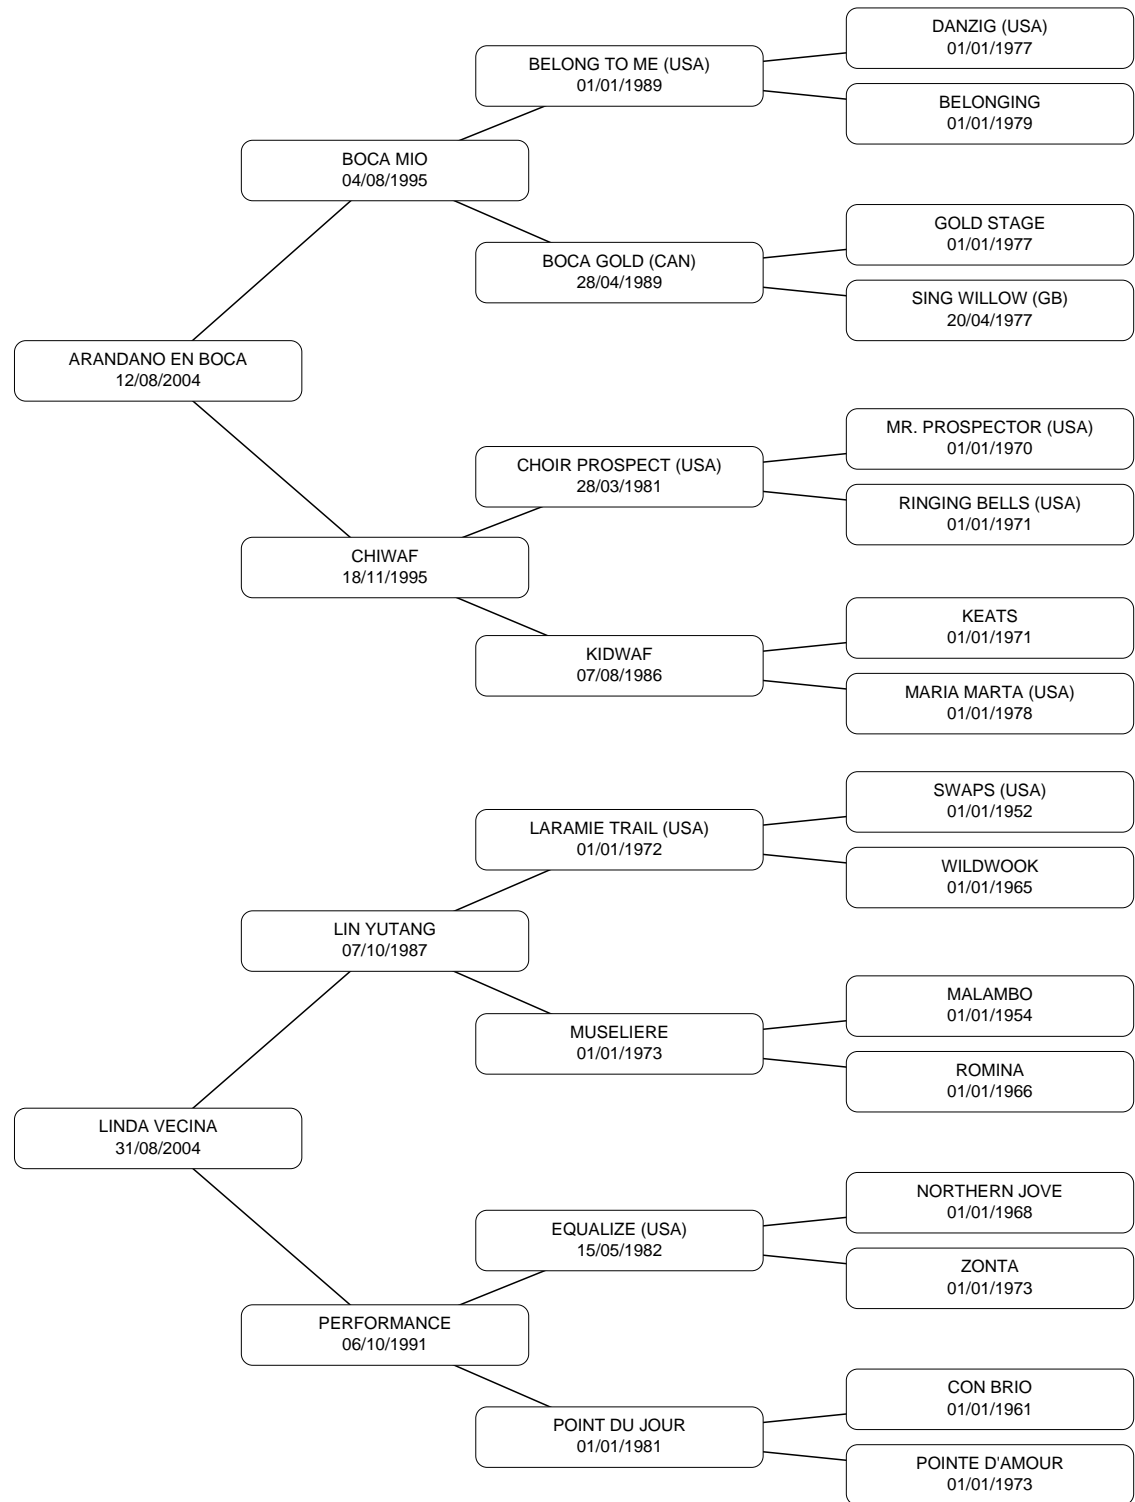 DANZIG (USA)
01/01/1977
BELONG TO ME (USA)
01/01/1989
BELONGING
01/01/1979
BOCA MIO
04/08/1995
GOLD STAGE
01/01/1977
BOCA GOLD (CAN)
28/04/1989
SING WILLOW (GB)
20/04/1977
ARANDANO EN BOCA
12/08/2004
MR. PROSPECTOR (USA)
01/01/1970
CHOIR PROSPECT (USA)
28/03/1981
RINGING BELLS (USA)
01/01/1971
CHIWAF
18/11/1995
KEATS
01/01/1971
KIDWAF
07/08/1986
MARIA MARTA (USA)
01/01/1978
SWAPS (USA)
01/01/1952
LARAMIE TRAIL (USA)
01/01/1972
WILDWOOK
01/01/1965
LIN YUTANG
07/10/1987
MALAMBO
01/01/1954
MUSELIERE
01/01/1973
ROMINA
01/01/1966
LINDA VECINA
31/08/2004
NORTHERN JOVE
01/01/1968
EQUALIZE (USA)
15/05/1982
ZONTA
01/01/1973
PERFORMANCE
06/10/1991
CON BRIO
01/01/1961
POINT DU JOUR
01/01/1981
POINTE D'AMOUR
01/01/1973